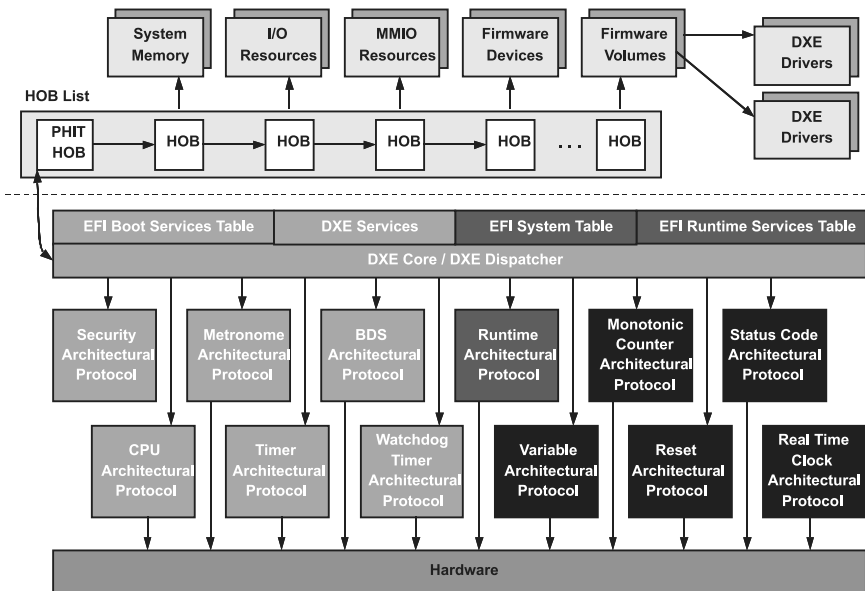 System
Memory
I/O
Resources
MMIO
Resources
Firmware
Devices
Firmware
Volumes
DXE
Drivers
DXE
Drivers
HOB List
PHIT
HOB
HOB
HOB
HOB
HOB
. . .
HOB
EFI Boot Services Table
DXE Services
EFI System Table
EFI Runtime Services Table
DXE Core / DXE Dispatcher
Security
Architectural
Protocol
Metronome
Architectural
Protocol
BDS
Architectural
Protocol
Runtime
Architectural
Protocol
Monotonic
Counter
Architectural
Protocol
Status Code
Architectural
Protocol
CPU
Architectural
Protocol
Timer
Architectural
Protocol
Watchdog
Timer
Architectural
Protocol
Variable
Architectural
Protocol
Reset
Architectural
Protocol
Real Time
Clock
Architectural
Protocol
Hardware